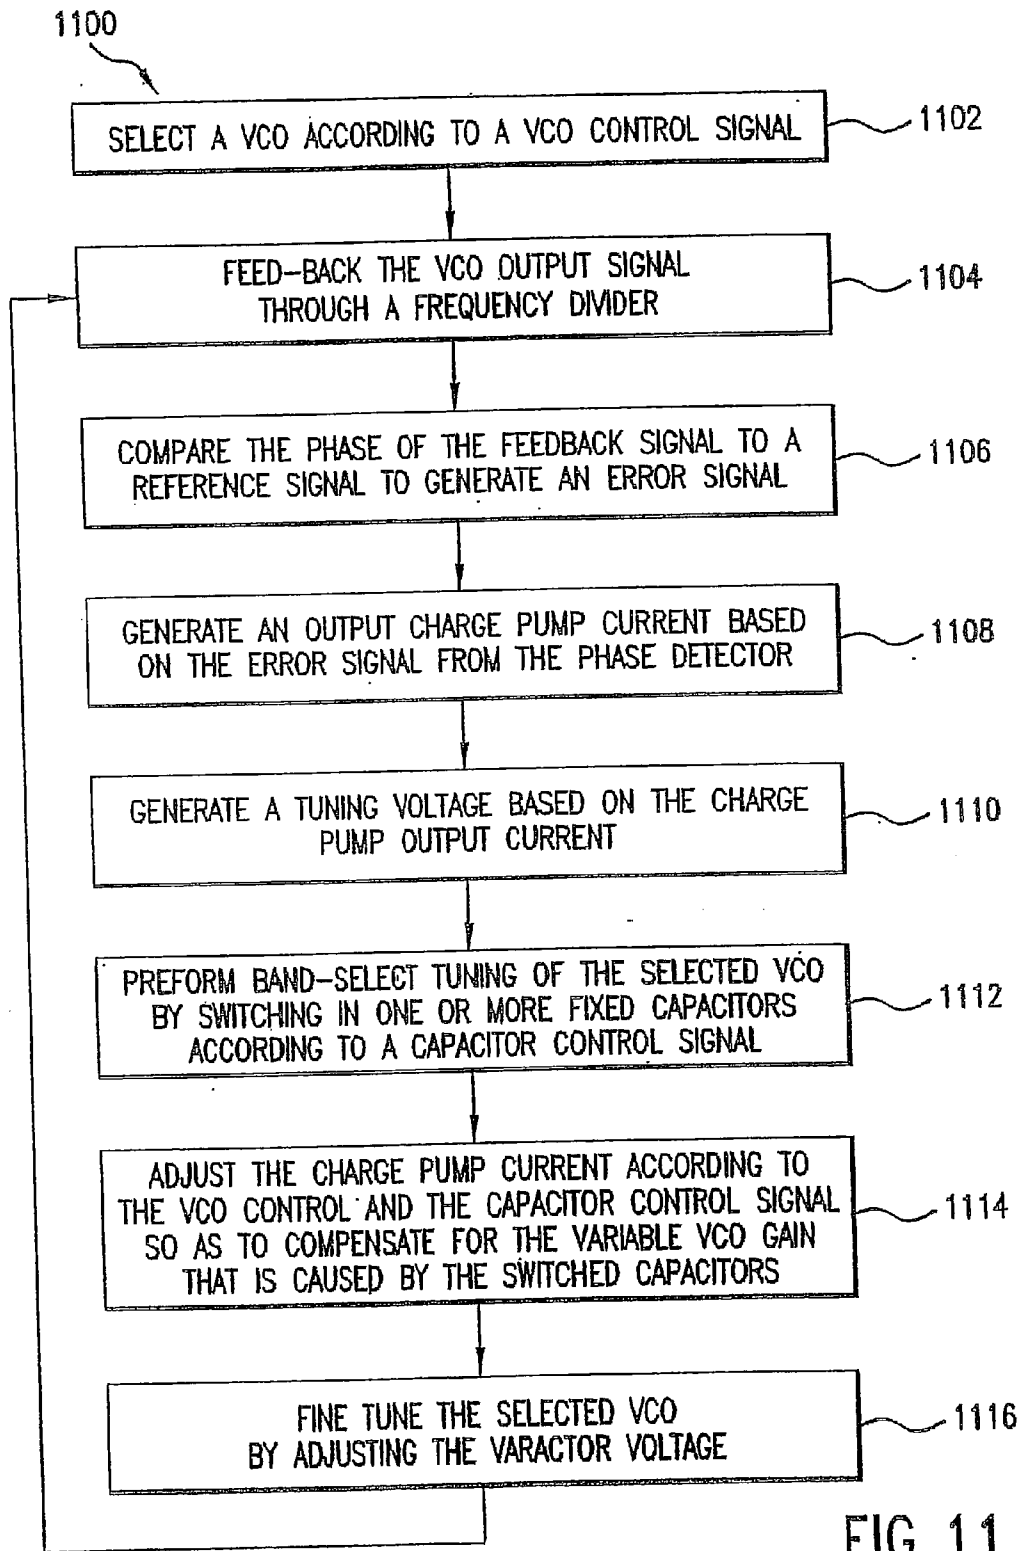 1100
SELECT A VCO ACCORDING TO A VCO CONTROL SIGNAL
1102
FEED-BACK THE VCO OUTPUT SIGNAL
THROUGH A FREQUENCY DIVIDER
1104
COMPARE THE PHASE OF THE FEEDBACK SIGNAL TO A
REFERENCE SIGNAL TO GENERATE AN ERROR SIGNAL
1106
GENERATE AN OUTPUT CHARGE PUMP CURRENT BASED
ON THE ERROR SIGNAL FROM THE PHASE DETECTOR
1108
GENERATE A TUNING VOLTAGE BASED ON THE CHARGE
PUMP OUTPUT CURRENT
1110
PREFORM BAND-SELECT TUNING OF THE SELECTED VCO
BY SWITCHING IN ONE OR MORE FIXED CAPACITORS
ACCORDING TO A CAPACITOR CONTROL SIGNAL
1112
ADJUST THE CHARGE PUMP CURRENT ACCORDING TO
THE VCO CONTROL AND THE CAPACITOR CONTROL SIGNAL
SO AS TO COMPENSATE FOR THE VARIABLE VCO GAIN
THAT IS CAUSED BY THE SWITCHED CAPACITORS
1114
FINE TUNE THE SELECTED VCO
BY ADJUSTING THE VARACTOR VOLTAGE
1116
FIG. 11